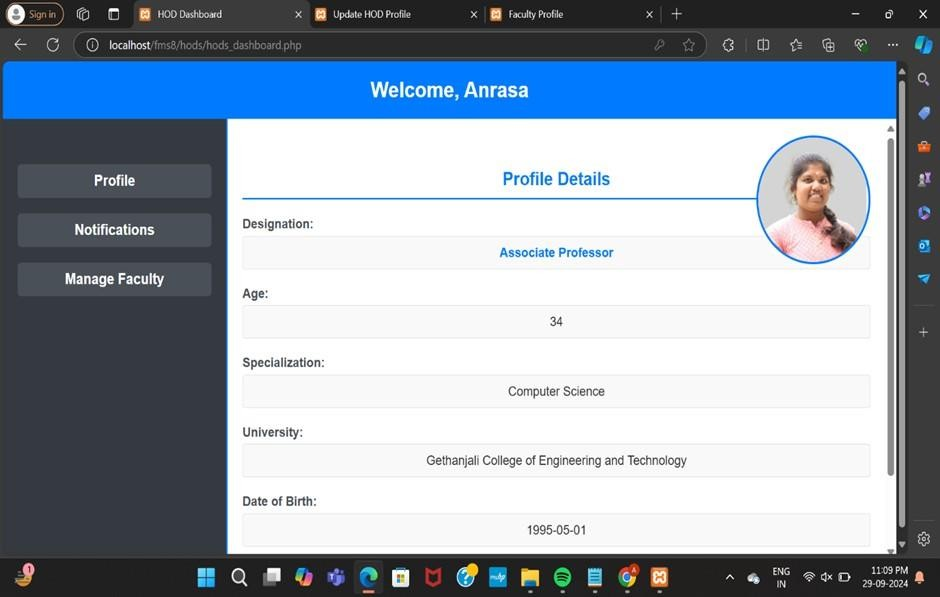 Sign in
HOD Dashboard
Update HOD Profile
Faculty Profile
localhost/fms8/hods/hods_dashboard.php
Welcome, Anrasa
Profile
Notifications
Manage Faculty
Profile Details
Designation:
Associate Professor
Age:
34
Specialization:
Computer Science
University:
Gethanjali College of Engineering and Technology
Date of Birth:
1995-05-01
1
ENG
IN
11:09 PM
29-09-2024